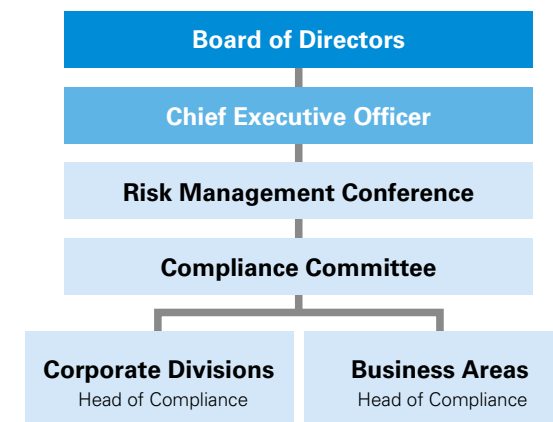 Board of Directors
Chief Executive Officer
Risk Management Conference
Compliance Committee
Corporate Divisions
Head of Compliance
Business Areas
Head of Compliance